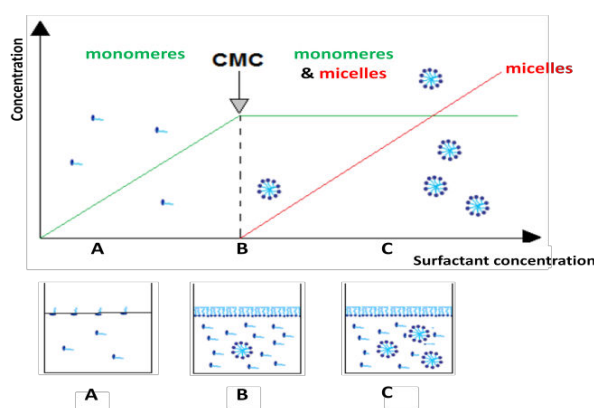 Concentration
monomeres
CMC
monomeres
& micelles
micelles
A
B
C
Surfactant concentration
A
B
C